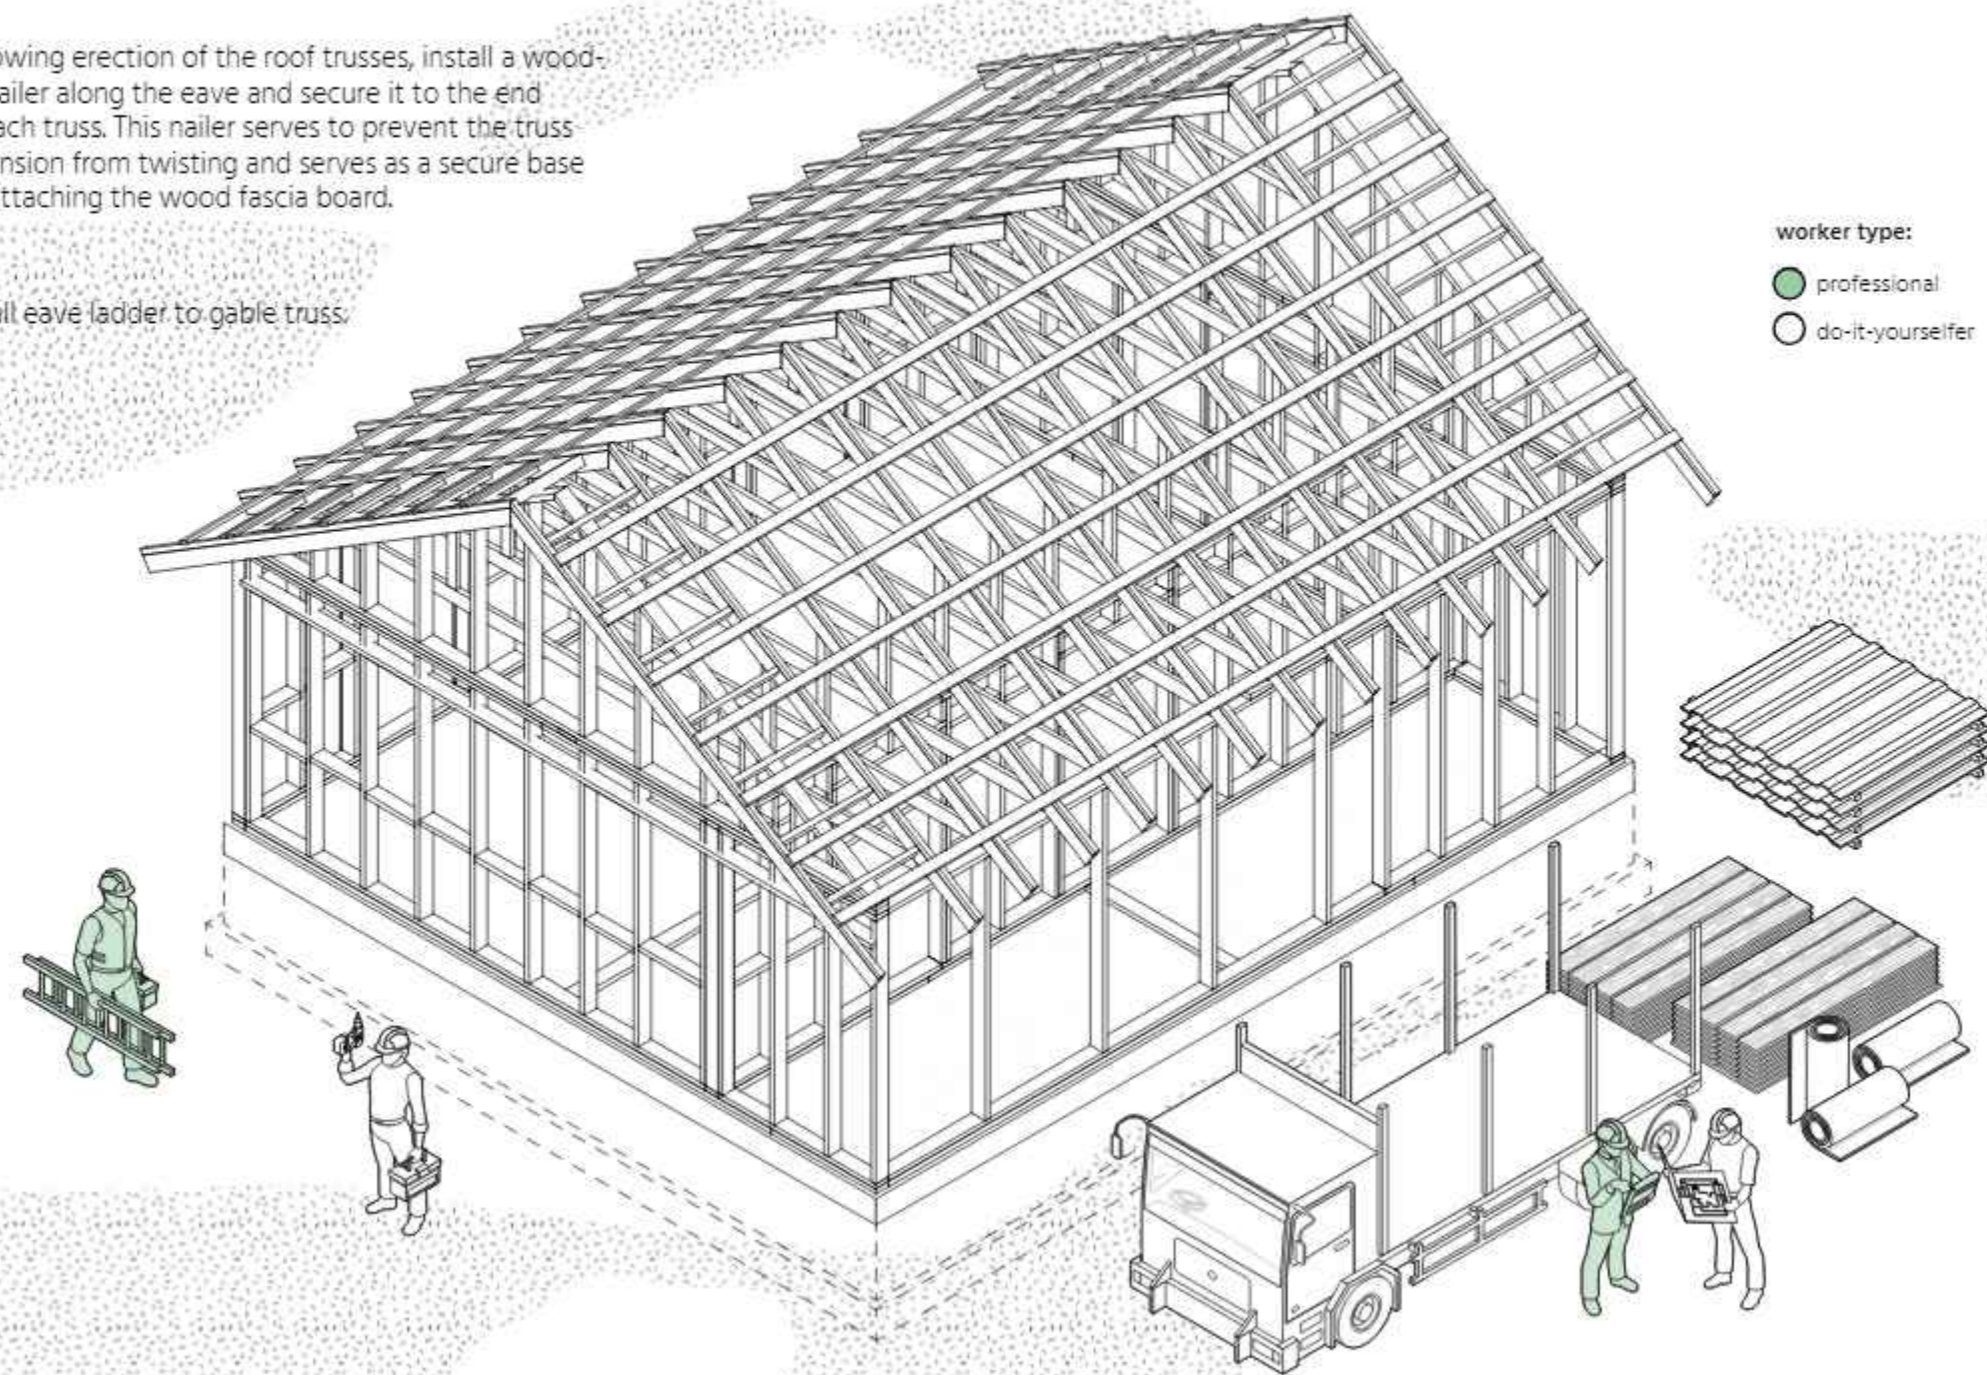 owing erection of the roof trusses, install a wood-
ailer along the eave and secure it to the end
ach truss. This nailer serves to prevent the truss
nsion from twisting and serves as a secure base
ttaching the wood fascia board.
all eave ladder to gable truss.
worker type:
professional
do-it-yourselfer